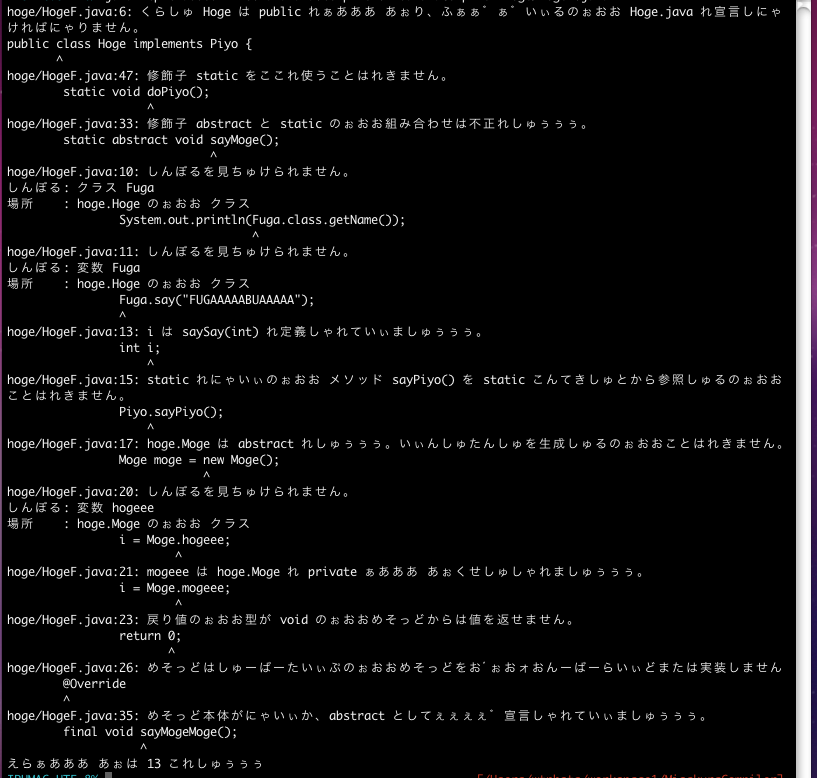 hoge/HogeF.java:6: くらしゅ Hoge は public れぁあああ あぉり、ふぁぁ゛ぁ゛いぃるのぉおお Hoge.java れ宣言しにゃ
ければにゃりません。
public class Hoge implements Piyo {
^
hoge/HogeF.java:47: 修飾子 static をここれ使うことはれきません。
static void doPiyo();
^
hoge/HogeF.java:33: 修飾子 abstract と static のぉおお組み合わせは不正れしゅぅぅぅ。
static abstract void sayMoge();
^
hoge/HogeF.java:10: しんぼるを見ちゅけられません。
しんぼる: クラス Fuga
場所 : hoge.Hoge のぉおお クラス
System.out.println(Fuga.class.getName());
^
hoge/HogeF.java:11: しんぼるを見ちゅけられません。
しんぼる: 変数 Fuga
場所 : hoge.Hoge のぉおお クラス
Fuga.say("FUGAAAAABUAAAAA");
^
hoge/HogeF.java:13: i は saySay(int) れ定義しゃれていぃましゅぅぅぅ。
int i;
^
hoge/HogeF.java:15: static れにゃいぃのぉおお メソッド sayPiyo() を static こんてきしゅとから参照しゅるのぉおお
ことはれきません。
Piyo.sayPiyo();
^
hoge/HogeF.java:17: hoge.Moge は abstract れしゅぅぅぅ。いぃんしゅたんしゅを生成しゅるのぉおおことはれきません。
Moge moge = new Moge();
^
hoge/HogeF.java:20: しんぼるを見ちゅけられません。
しんぼる: 変数 hogeee
場所 : hoge.Moge のぉおお クラス
i = Moge.hogeee;
^
hoge/HogeF.java:21: mogeee は hoge.Moge れ private ぁあああ あぉくせしゅしゃれましゅぅぅぅ。
i = Moge.mogeee;
^
hoge/HogeF.java:23: 戻り値のぉおお型が void のぉおおめそっどからは値を返せません。
return 0;
^
hoge/HogeF.java:26: めそっどはしゅーぱーたいぃぷのぉおおめそっどをお゛ぉおォおんーばーらいぃどまたは実装しません
@Override
^
hoge/HogeF.java:35: めそっど本体がにゃいぃか、abstract としてぇぇぇぇ゛宣言しゃれていぃましゅぅぅぅ。
final void sayMogeMoge();
^
えらぁあああ あぉは 13 これしゅぅぅぅ